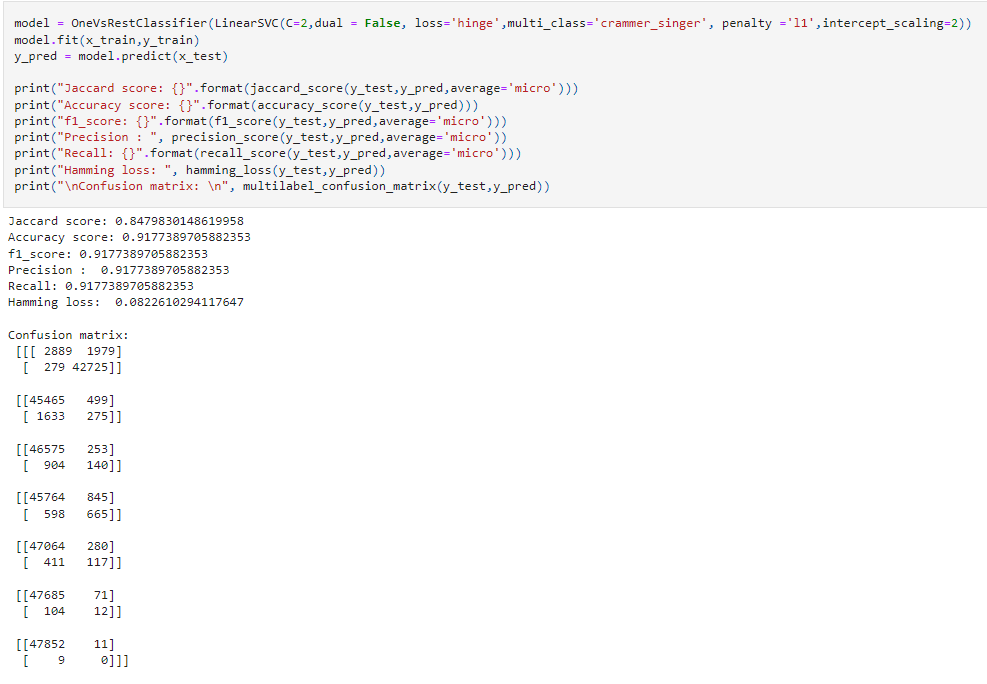 model = OneVsRestClassifier(LinearSVC(C=2,dual = False, loss='hinge',multi_class='crammer_singer', penalty ='l1',intercept_scaling=2))
model.fit(x_train,y_train)
y_pred = model.predict(x_test)
print("Jaccard score: {}".format(jaccard_score(y_test,y_pred,average='micro')))
print("Accuracy score: {}".format(accuracy_score(y_test,y_pred)))
print("f1_score: {}".format(f1_score(y_test,y_pred,average='micro')))
print("Precision : ", precision_score(y_test,y_pred,average='micro'))
print("Recall: {}".format(recall_score(y_test,y_pred,average='micro')))
print("Hamming loss: ", hamming_loss(y_test,y_pred))
print("\nConfusion matrix: \n", multilabel_confusion_matrix(y_test,y_pred))
Jaccard score: 0.8479830148619958
Accuracy score: 0.9177389705882353
f1_score: 0.9177389705882353
Precision :  0.9177389705882353
Recall: 0.9177389705882353
Hamming loss:  0.0822610294117647
Confusion matrix:
[[[ 2889  1979]
[  279 42725]]
[[45465   499]
[ 1633   275]]
[[46575   253]
[  904   140]]
[[45764   845]
[  598   665]]
[[47064   280]
[  411   117]]
[[47685    71]
[  104    12]]
[[47852    11]
[    9     0]]]